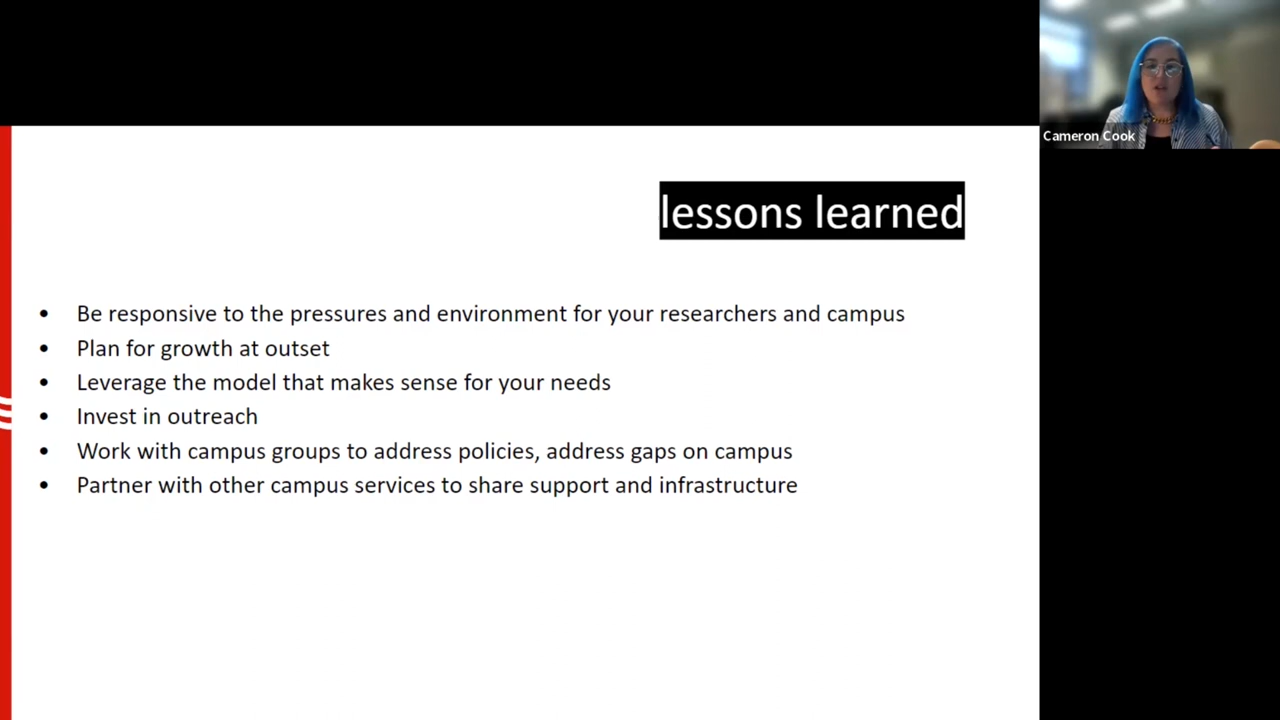 Cameron Cook
lessons learned
• Be responsive to the pressures and environment for your researchers and campus
• Plan for growth at outset
• Leverage the model that makes sense for your needs
• Invest in outreach
• Work with campus groups to address policies, address gaps on campus
• Partner with other campus services to share support and infrastructure